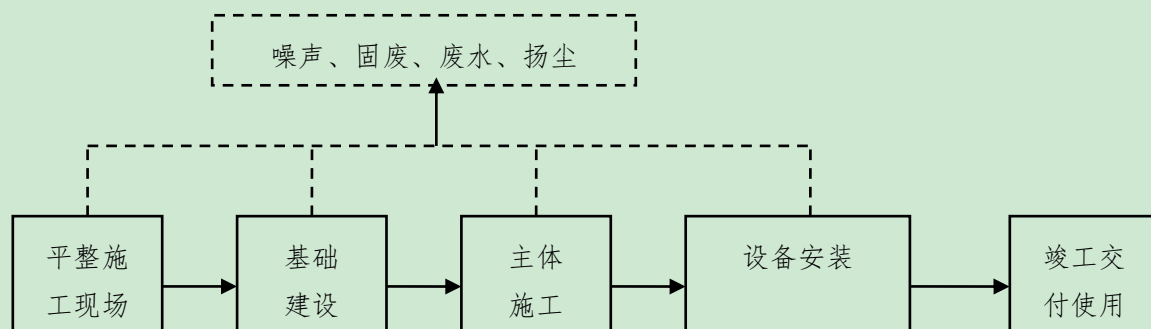 噪声、固废、废水、扬尘
平整施
工现场
基础
建设
主体
施工
设备安装
竣工交
付使用